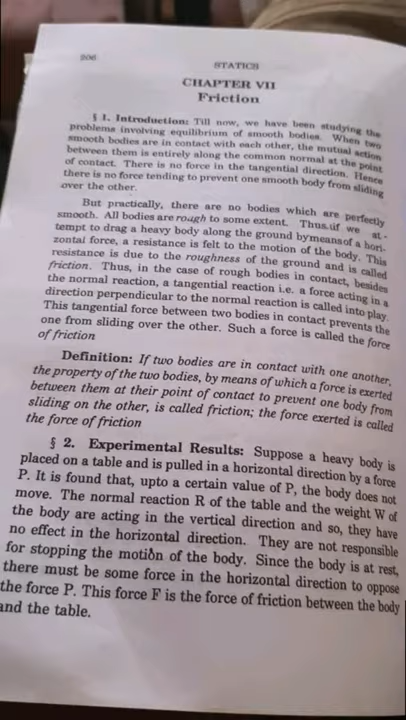 206
STATICS
CHAPTER VII
Friction
§ 1. Introduction: Till now, we have been studying the
problems involving equilibrium of smooth bodies. When two
smooth bodies are in contact with each other, the mutual action
between them is entirely along the common normal at the point
of contact. There is no force in the tangential direction. Hence
there is no force tending to prevent one smooth body from sliding
over the other.
But practically, there are no bodies which are perfectly
smooth. All bodies are rough to some extent. Thus if we at-
tempt to drag a heavy body along the ground by means of a hori-
zontal force, a resistance is felt to the motion of the body. This
resistance is due to the roughness of the ground and is called
friction. Thus, in the case of rough bodies in contact, besides
the normal reaction, a tangential reaction i.e. a force acting in a
direction perpendicular to the normal reaction is called into play.
This tangential force between two bodies in contact prevents the
one from sliding over the other. Such a force is called the force
of friction
Definition: If two bodies are in contact with one another,
the property of the two bodies, by means of which a force is exerted
between them at their point of contact to prevent one body from
sliding on the other, is called friction; the force exerted is called
the force of friction
§ 2. Experimental Results: Suppose a heavy body is
placed on a table and is pulled in a horizontal direction by a force
P. It is found that, upto a certain value of P, the body does not
move. The normal reaction R of the table and the weight W of
the body are acting in the vertical direction and so, they have
no effect in the horizontal direction. They are not responsible
for stopping the motion of the body. Since the body is at rest,
there must be some force in the horizontal direction to oppose
the force P. This force F is the force of friction between the body
and the table.